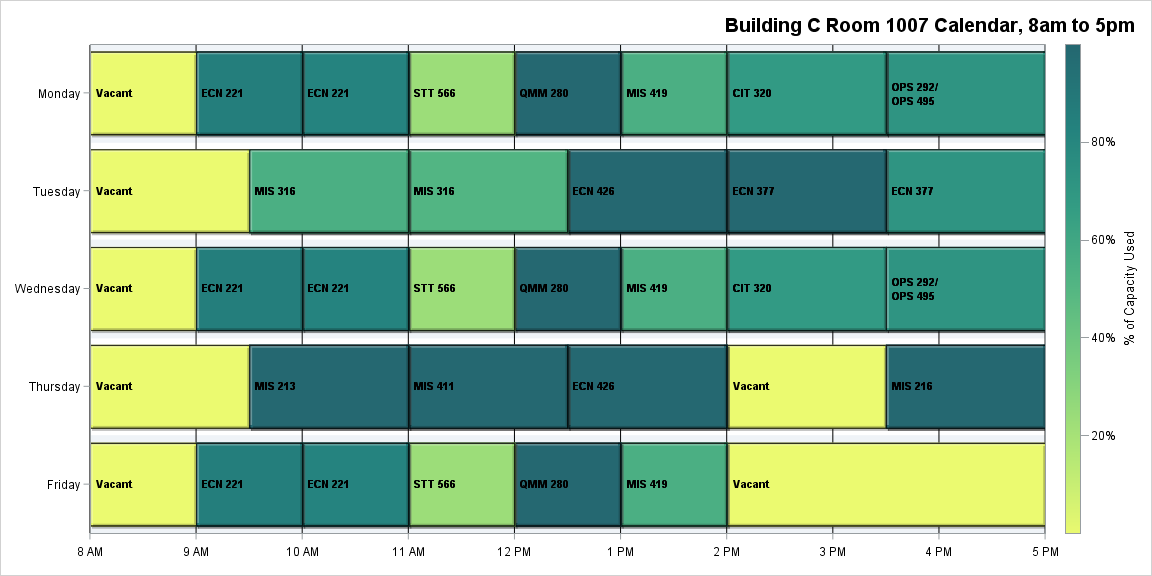 Building C Room 1007 Calendar, 8am to 5pm
Monday
Vacant
ECN 221
ECN 221
STT 566
QMM 280
MIS 419
CIT 320
OPS 292/
OPS 495
Tuesday
Vacant
MIS 316
MIS 316
ECN 426
ECN 377
ECN 377
Wednesday
Vacant
ECN 221
ECN 221
STT 566
QMM 280
MIS 419
CIT 320
OPS 292/
OPS 495
Thursday
Vacant
MIS 213
MIS 411
ECN 426
Vacant
MIS 216
Friday
Vacant
ECN 221
ECN 221
STT 566
QMM 280
MIS 419
Vacant
8 AM
9 AM
10 AM
11 AM
12 PM
1 PM
2 PM
3 PM
4 PM
5 PM
80%
60%
40%
20%
% of Capacity Used